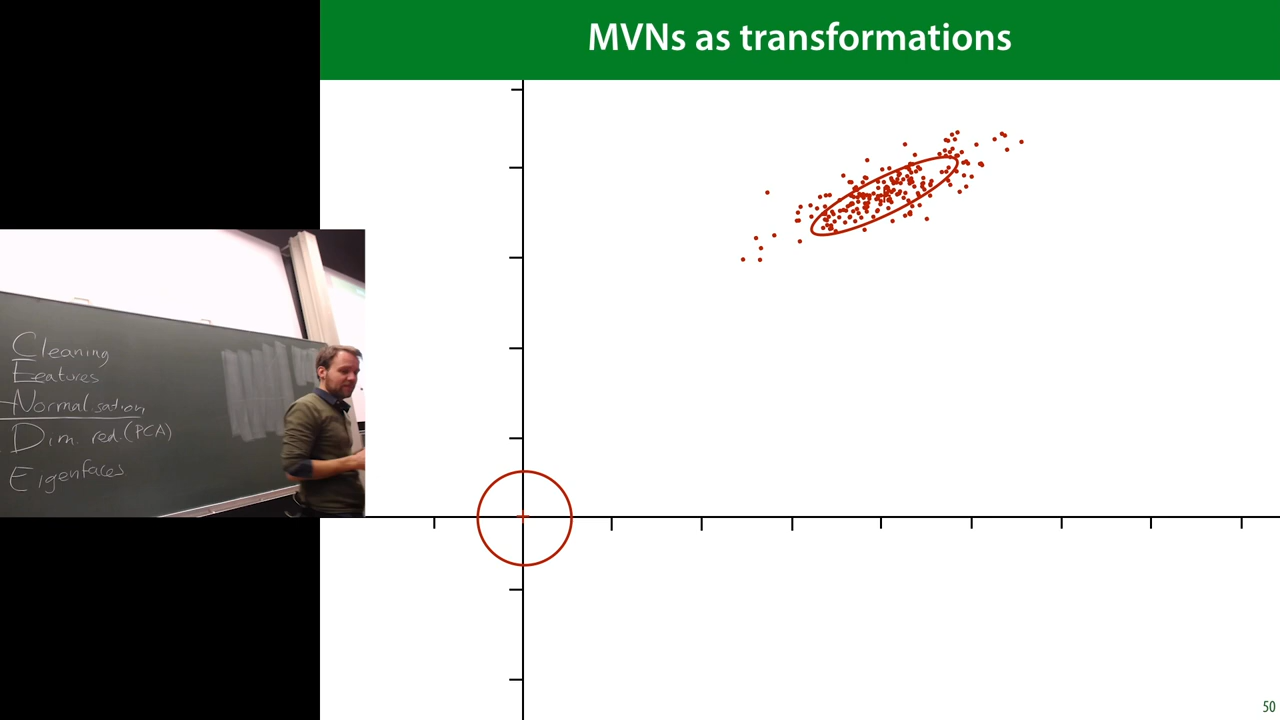 MVNs as transformations
Cleaning
Features
Normalisation
Dim. red. (PCA)
Eigenfaces
50